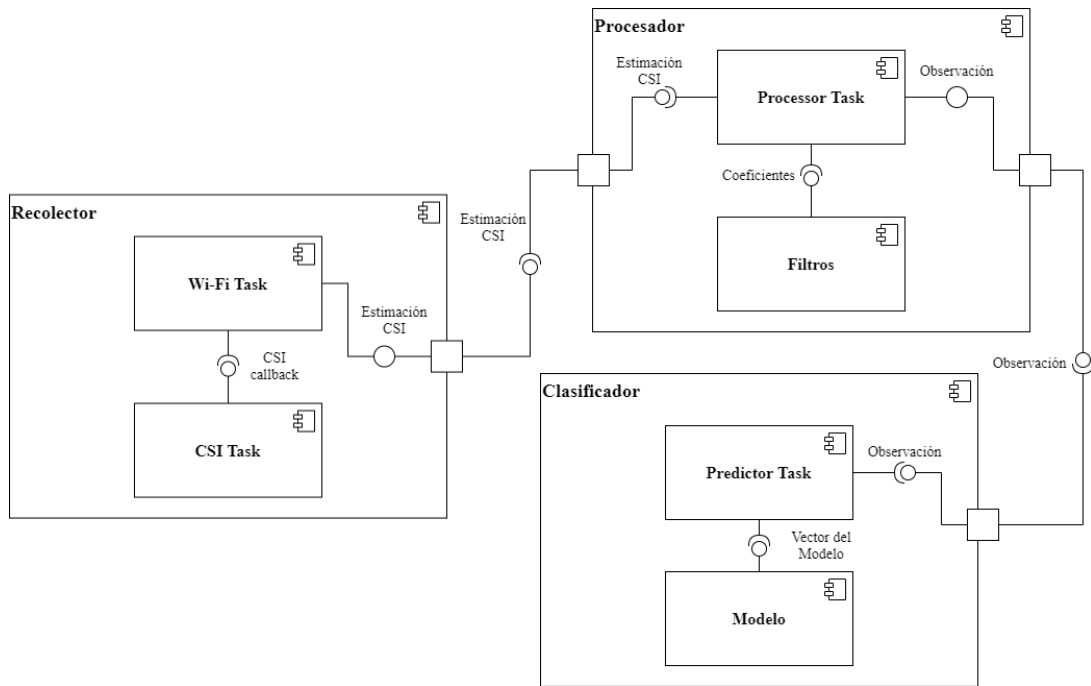 Procesador
Estimación
CSI
Processor Task
Observación
Coeficientes
Filtros
Recolector
Wi-Fi Task
Estimación
CSI
CSI
callback
CSI Task
Estimación
CSI
Observación
Clasificador
Predictor Task
Observación
Vector del
Modelo
Modelo